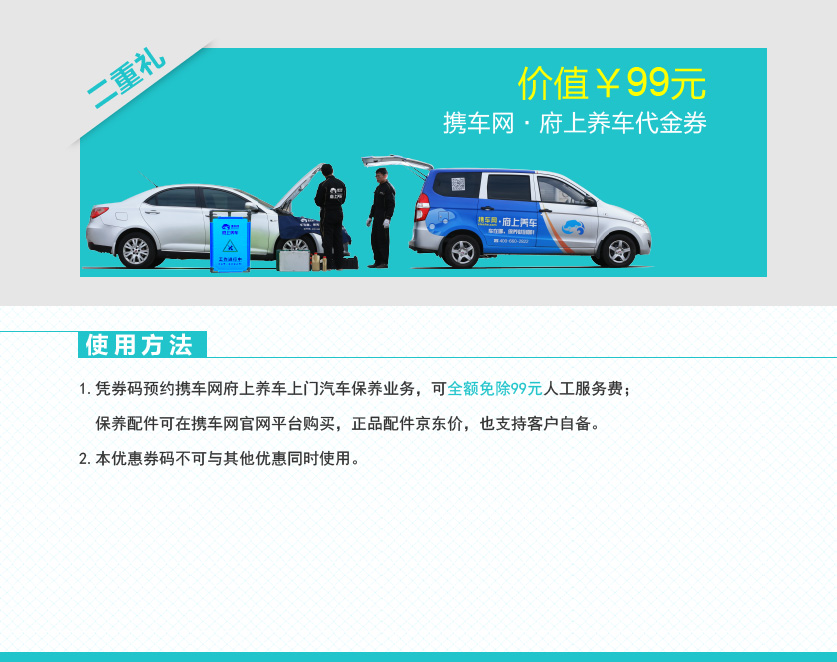 二重礼
价值￥99元
携车网·府上养车代金券
府上养车
携车网·府上养车
使用方法
1.凭券码预约携车网府上养车上门汽车保养业务，可全额免除99元人工服务费；
保养配件可在携车网官网平台购买，正品配件京东价，也支持客户自备。
2.本优惠券码不可与其他优惠同时使用。